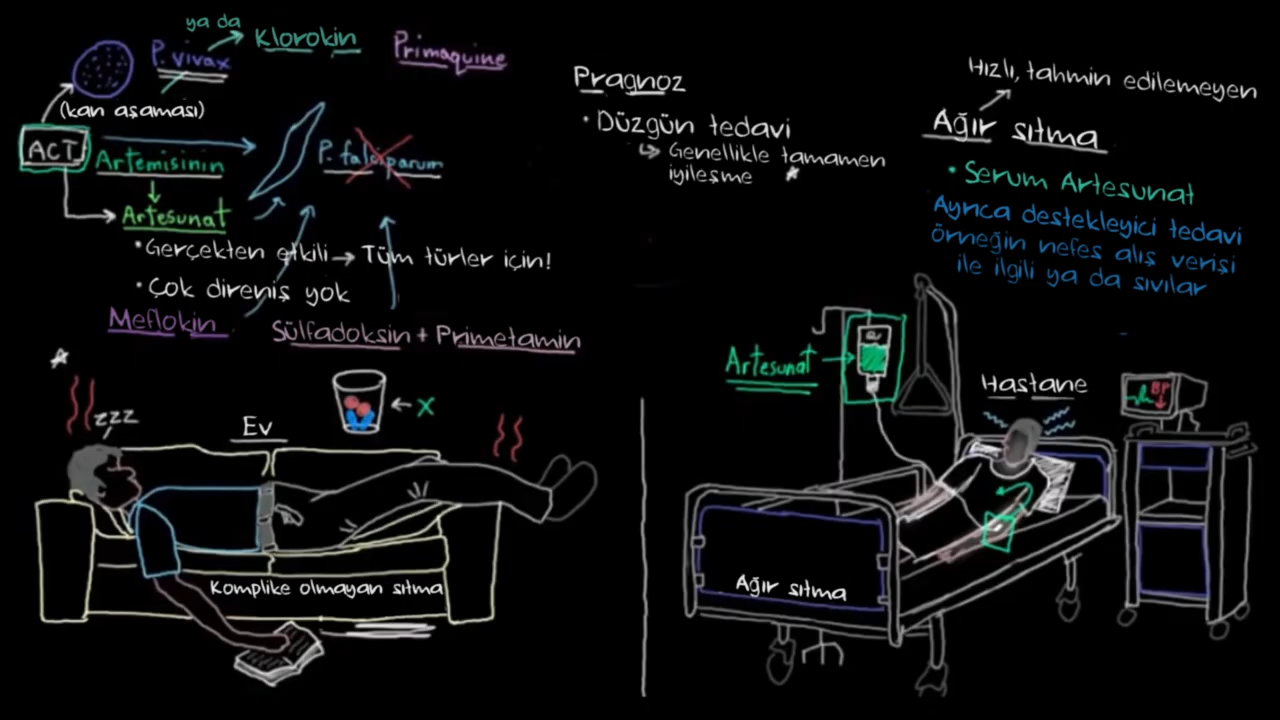 ya da
P. vivax
Klorokin
Primaquine
(kan aşaması)
ACT
Artemisinin
P. falciparum
Artesunat
• Gerçekten etkili → Tüm türler için!
• Çok direniş yok
Meflokin
Sülfadoksin + Primetamin
Pragnoz
• Düzgün tedavi
Genellikle tamamen
iyileşme
Hızlı, tahmin edilemeyen
Ağır sıtma
• Serum Artesunat
Ayrıca destekleyici tedavi
örneğin nefes alış verişi
ile ilgili ya da sıvılar
zzz
Ev
x
Komplike olmayan sıtma
Artesunat
Hastane
BP
Ağır sıtma